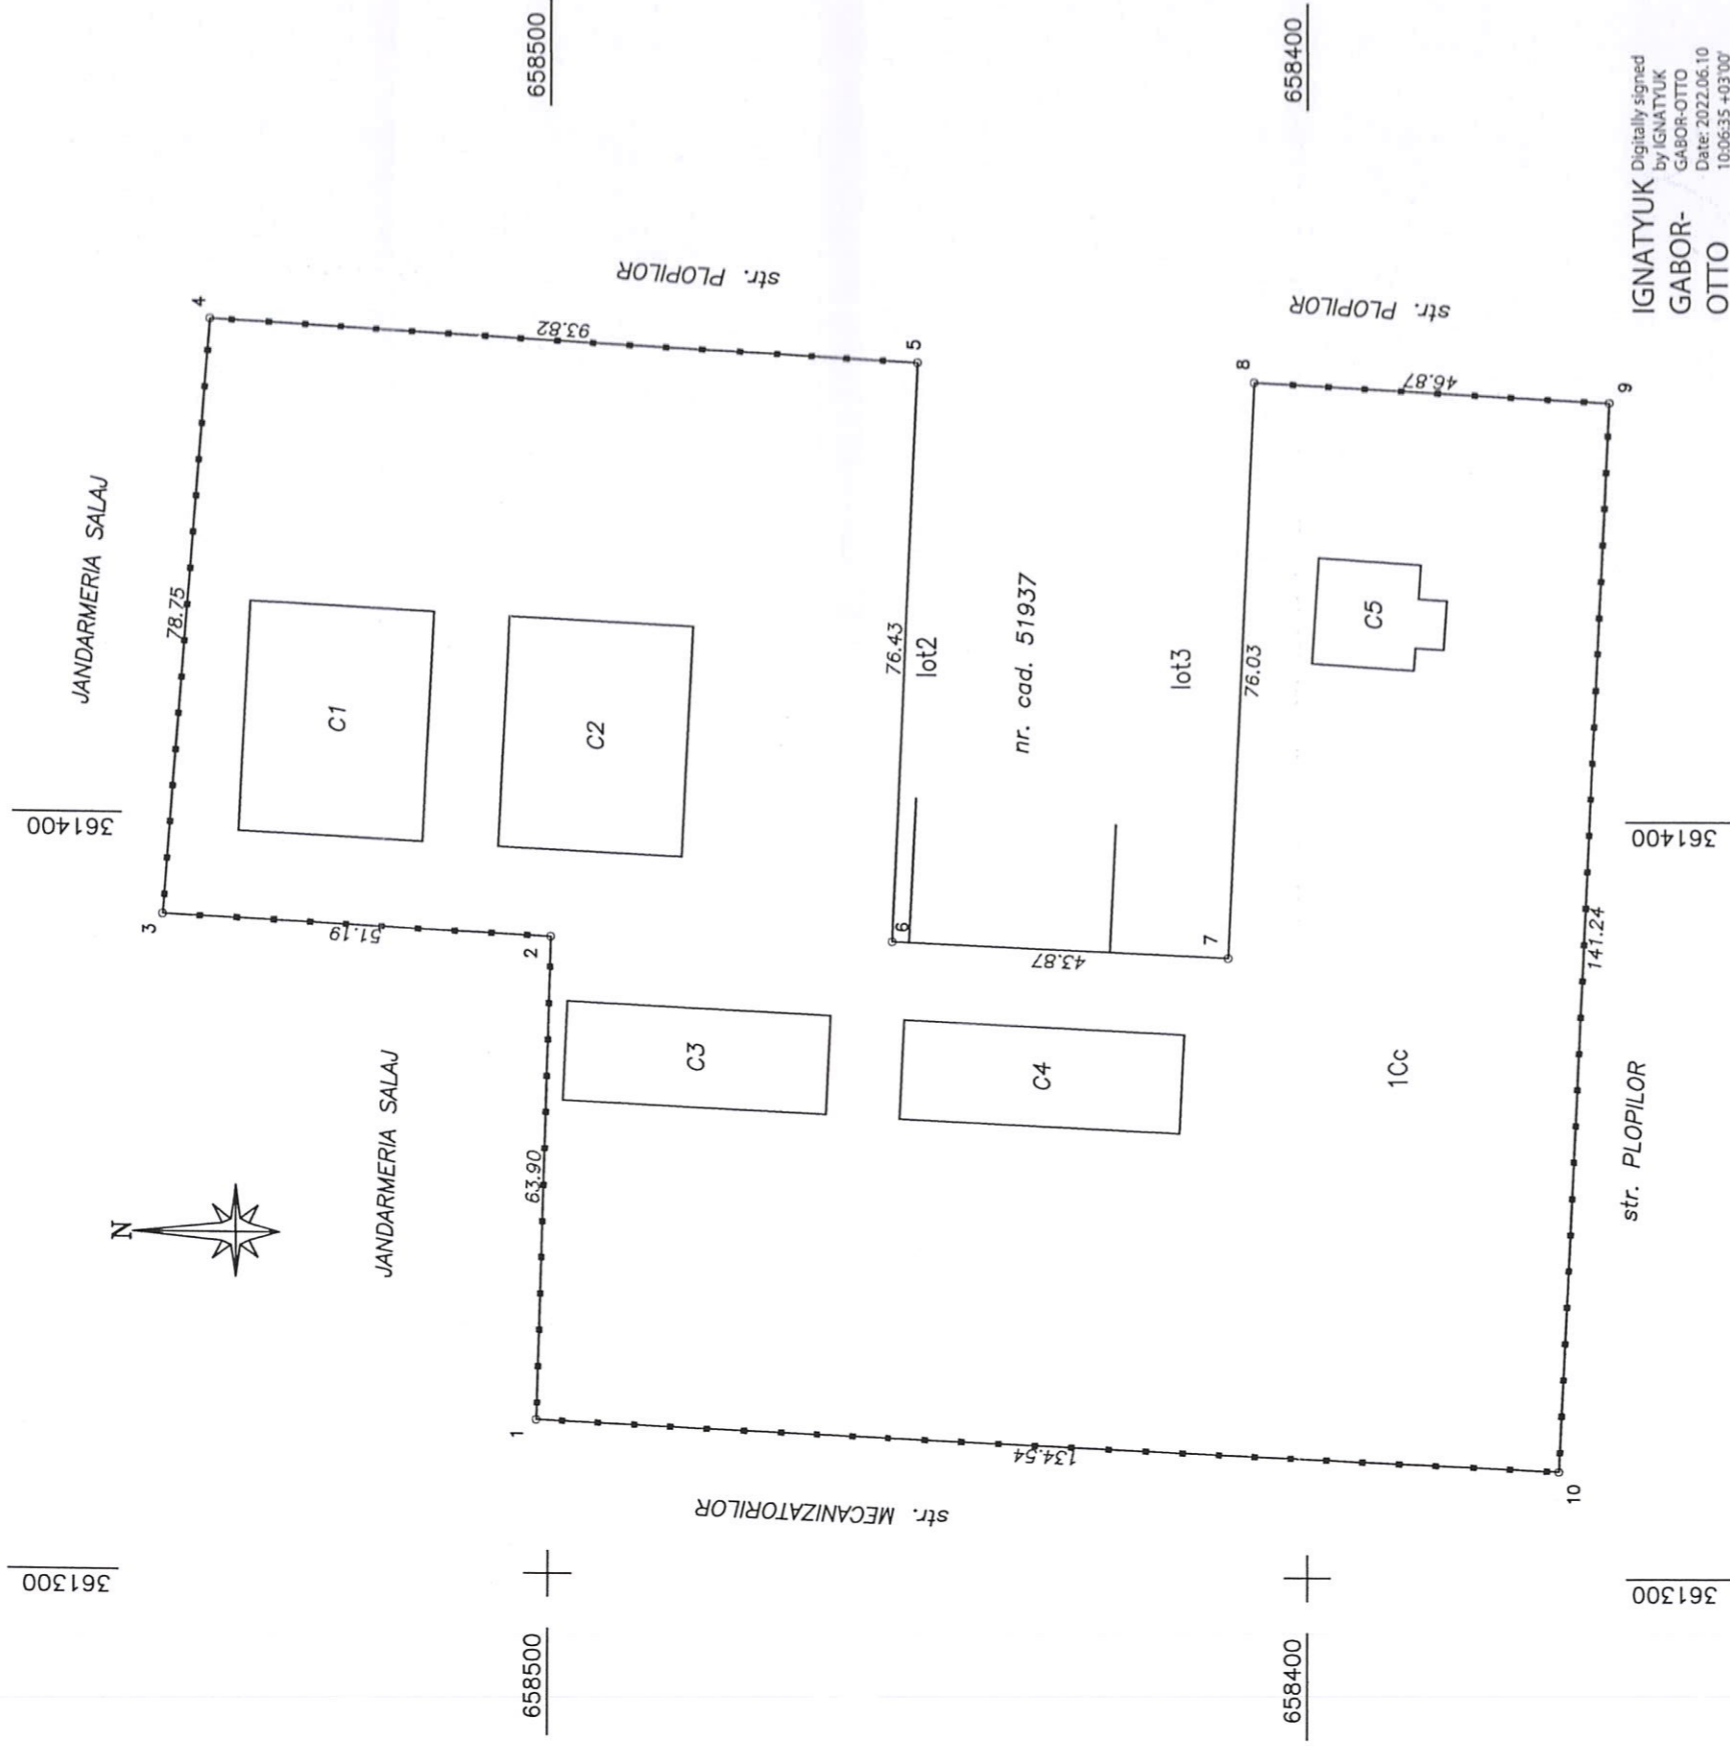 658500
658400
JANDARMERIA SALAJ
361400
N
JANDARMERIA SALAJ
361300
4
78.75
3
51.19
2
63.90
1
93.82
str. PLOPILOR
5
C1
C2
76.43
lot2
6
nr. cad. 51937
lot3
43.87
7
76.03
8
46.87
str. PLOPILOR
9
C3
C4
C5
1Cc
141.24
str. PLOPILOR
134.54
10
str. MECANIZATORILOR
361400
361300
658500
658400
IGNATYUK
GABOR-
OTTO
Digitally signed
by IGNATYUK
GABOR-OTTO
Date: 2022.06.10
10:06:35 +03'00'